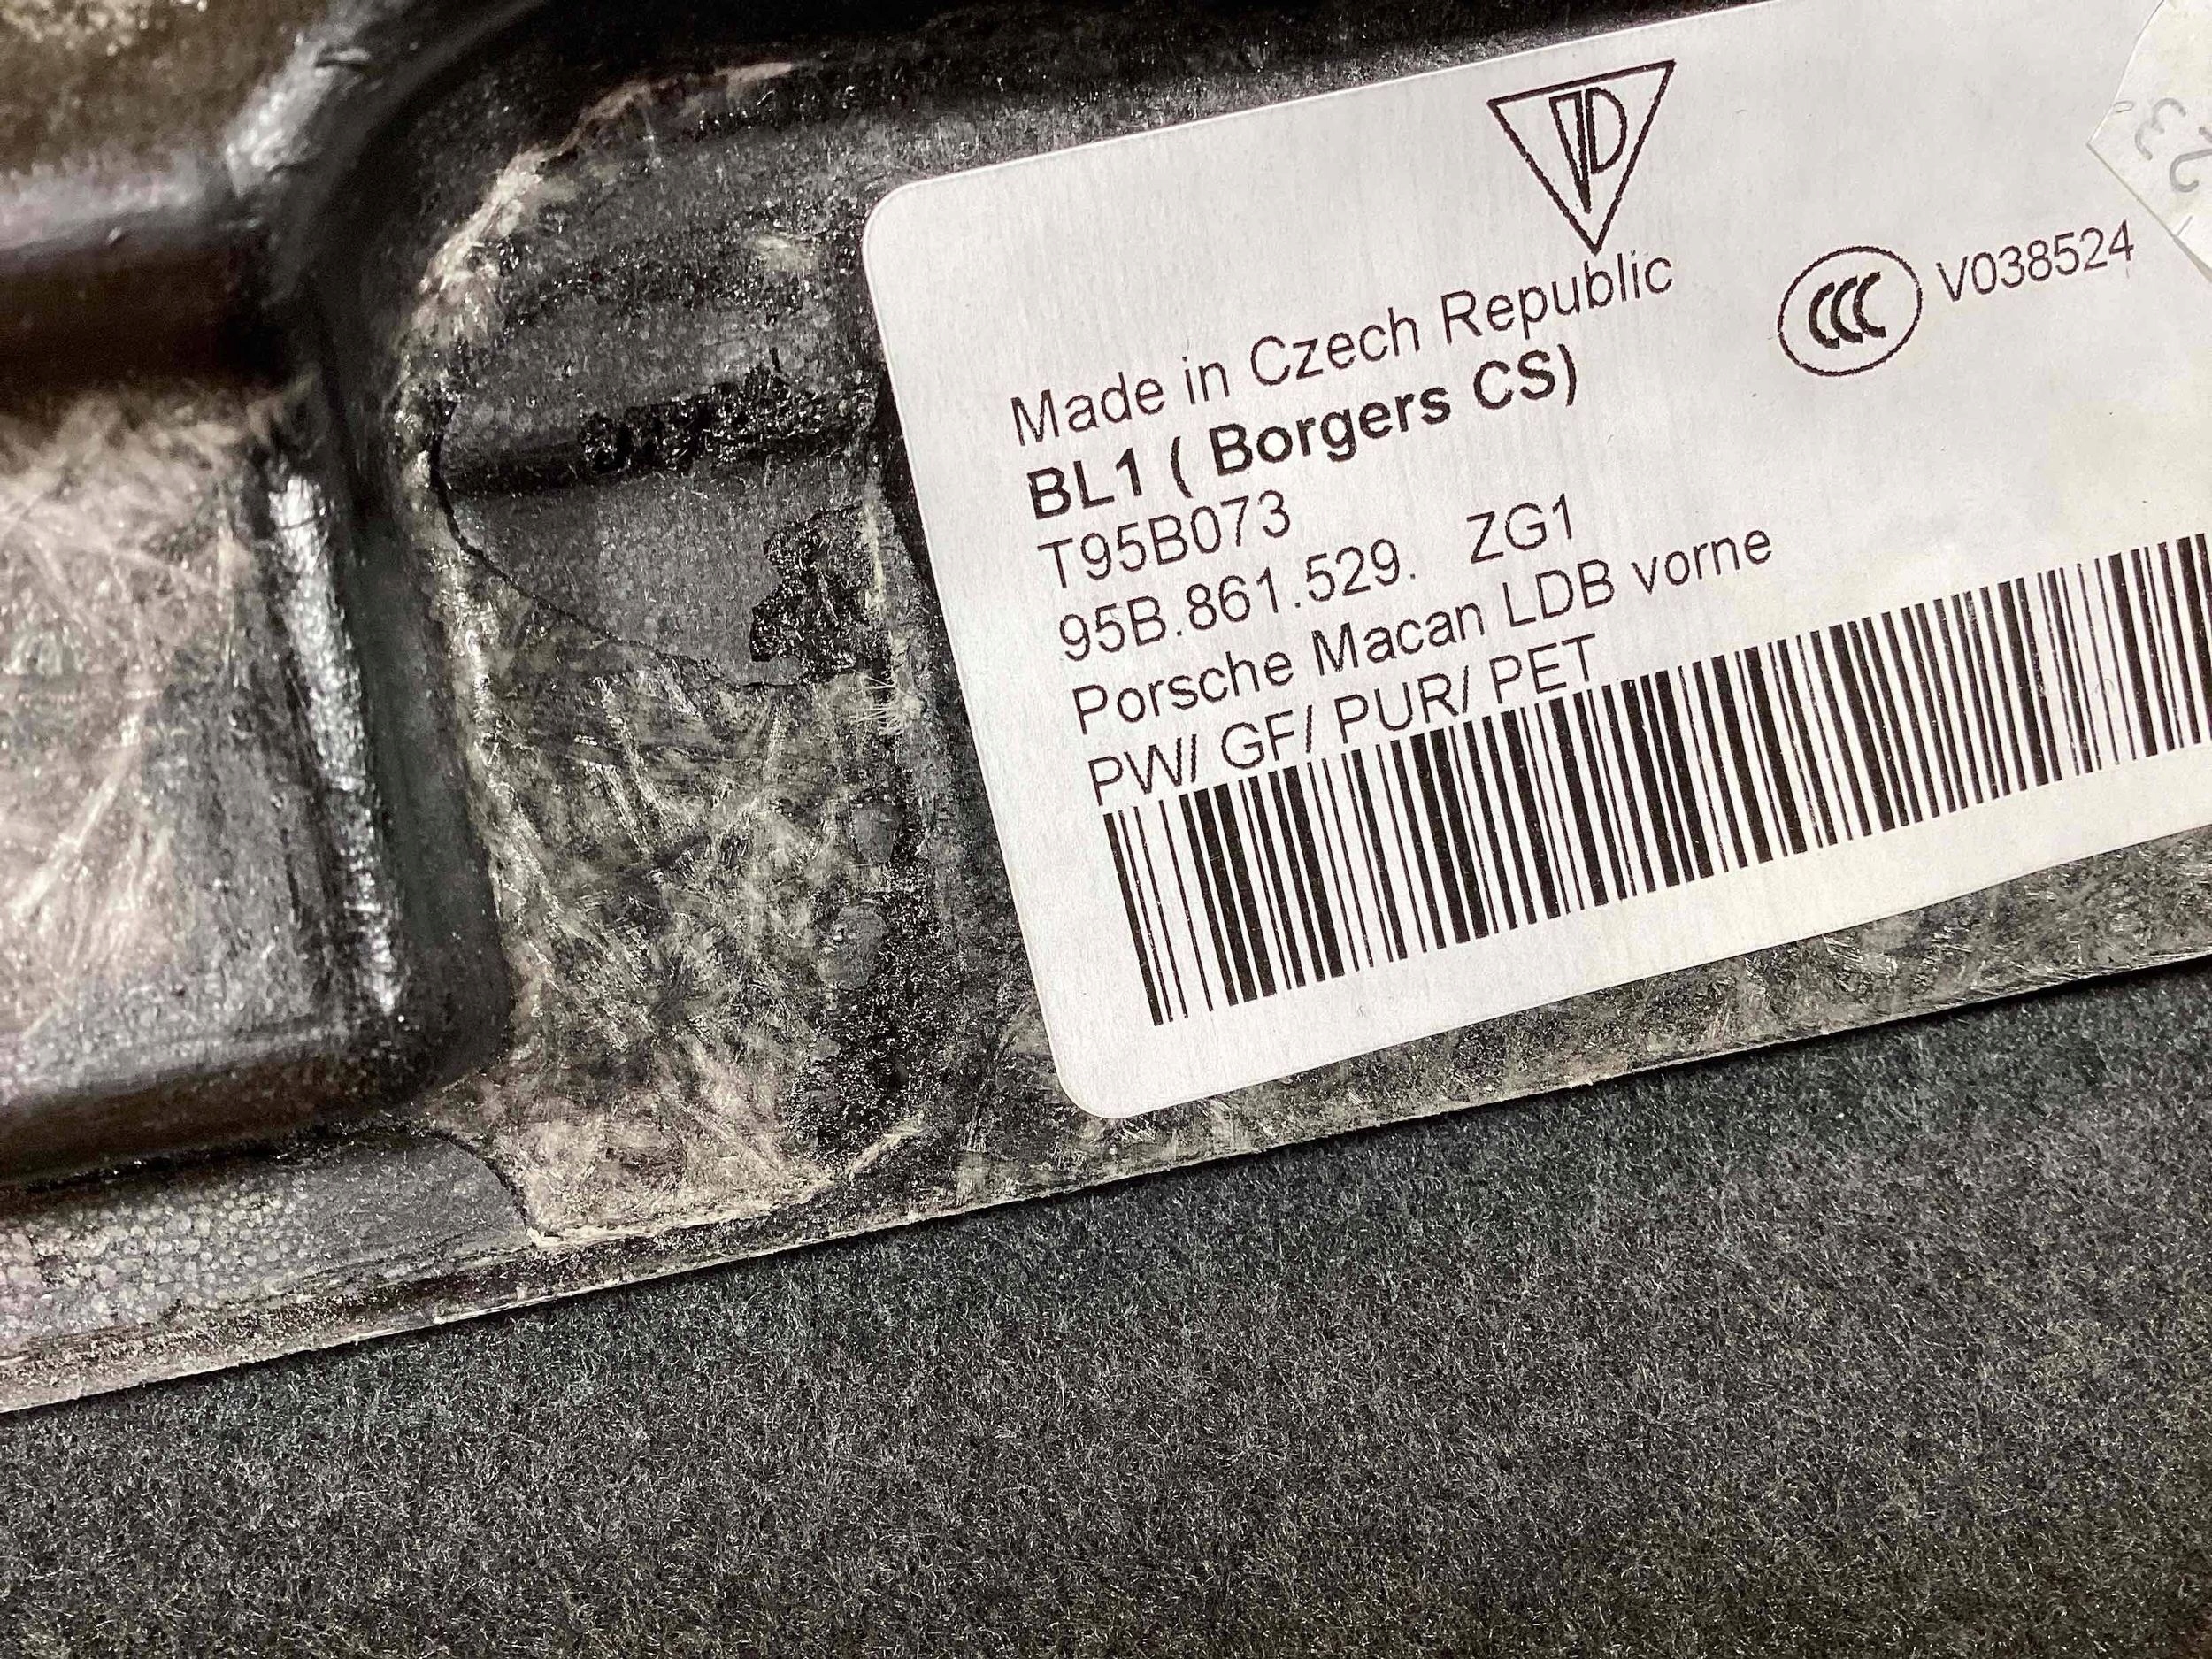 Made in Czech Republic
CCC V038524
BL1 ( Borgers CS)
T95B073
95B.861.529. ZG1
Porsche Macan LDB vorne
PW/ GF/ PUR/ PET